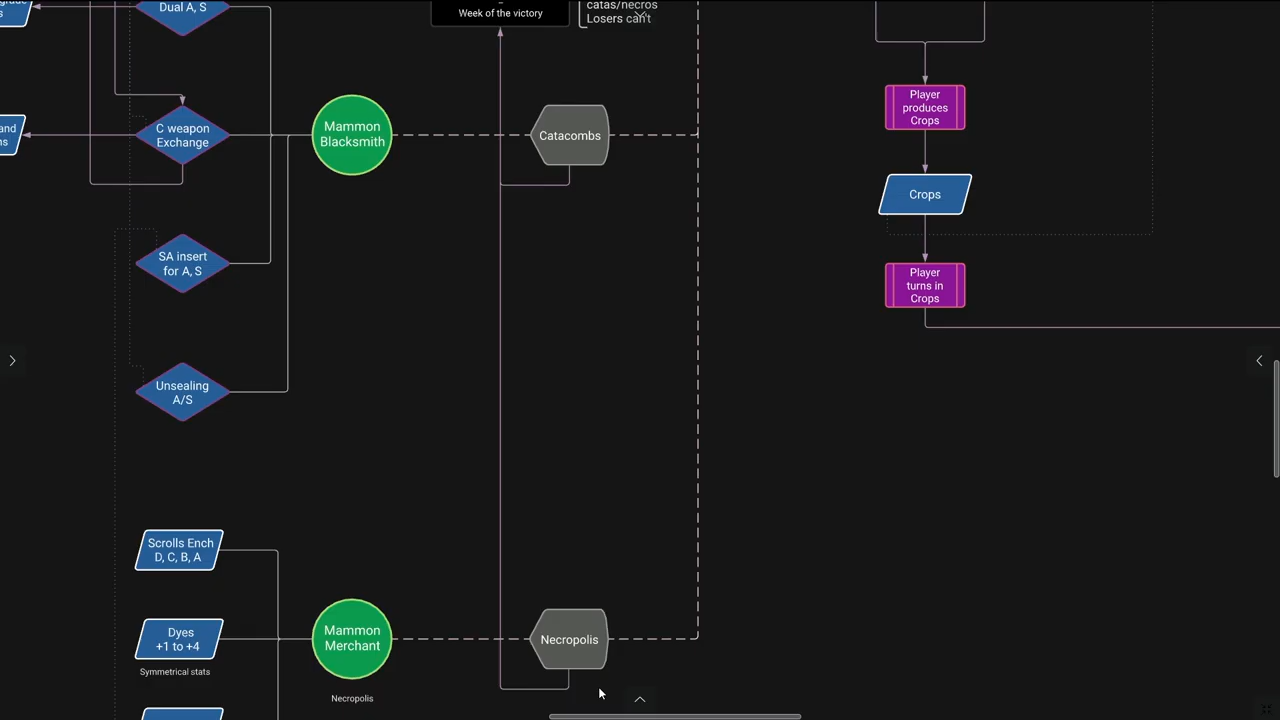 grade
s
Dual A, S
Week of the victory
catas/necros
Losers can't
and
ns
C weapon
Exchange
Mammon
Blacksmith
Catacombs
Player
produces
Crops
Crops
SA insert
for A, S
Player
turns in
Crops
Unsealing
A/S
Scrolls Ench
D, C, B, A
Dyes
+1 to +4
Symmetrical stats
Mammon
Merchant
Necropolis
Necropolis